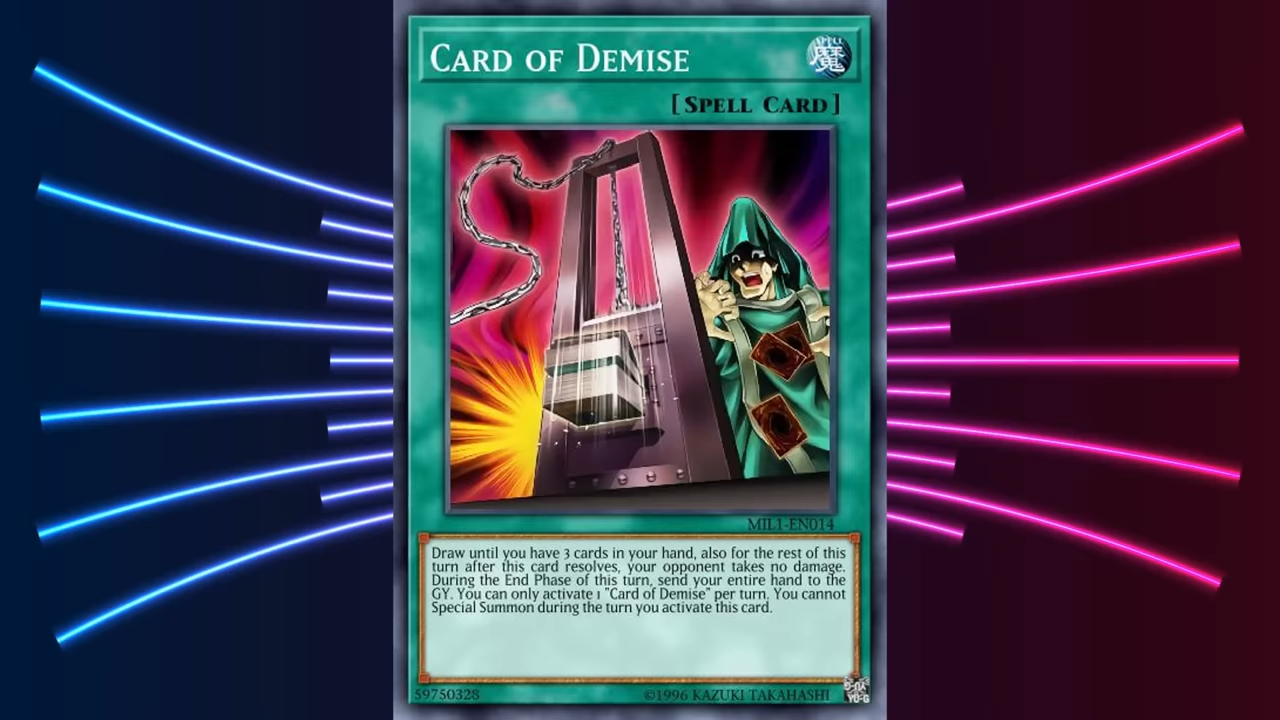 CARD OF DEMISE
SPELL
魔
[SPELL CARD]
MIL1-EN014
Draw until you have 3 cards in your hand, also for the rest of this
turn after this card resolves, your opponent takes no damage.
During the End Phase of this turn, send your entire hand to the
GY. You can only activate 1 "Card of Demise" per turn. You cannot
Special Summon during the turn you activate this card.
59750328
©1996 KAZUKI TAKAHASHI